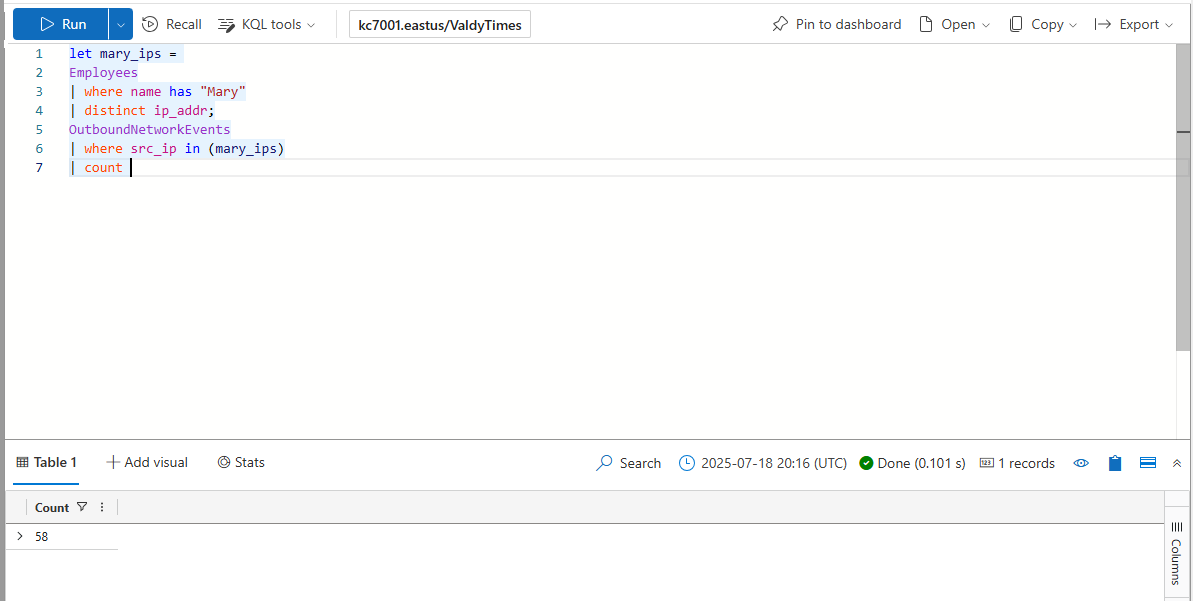 Run Recall KQL tools kc7001.eastus/ValdyTimes Pin to dashboard Open Copy Export
1 let mary_ips =
2 Employees
3 | where name has "Mary"
4 | distinct ip_addr;
5 OutboundNetworkEvents
6 | where src_ip in (mary_ips)
7 | count
Table 1 Add visual Stats Search 2025-07-18 20:16 (UTC) Done (0.101 s) 123 1 records
Count
58
Columns